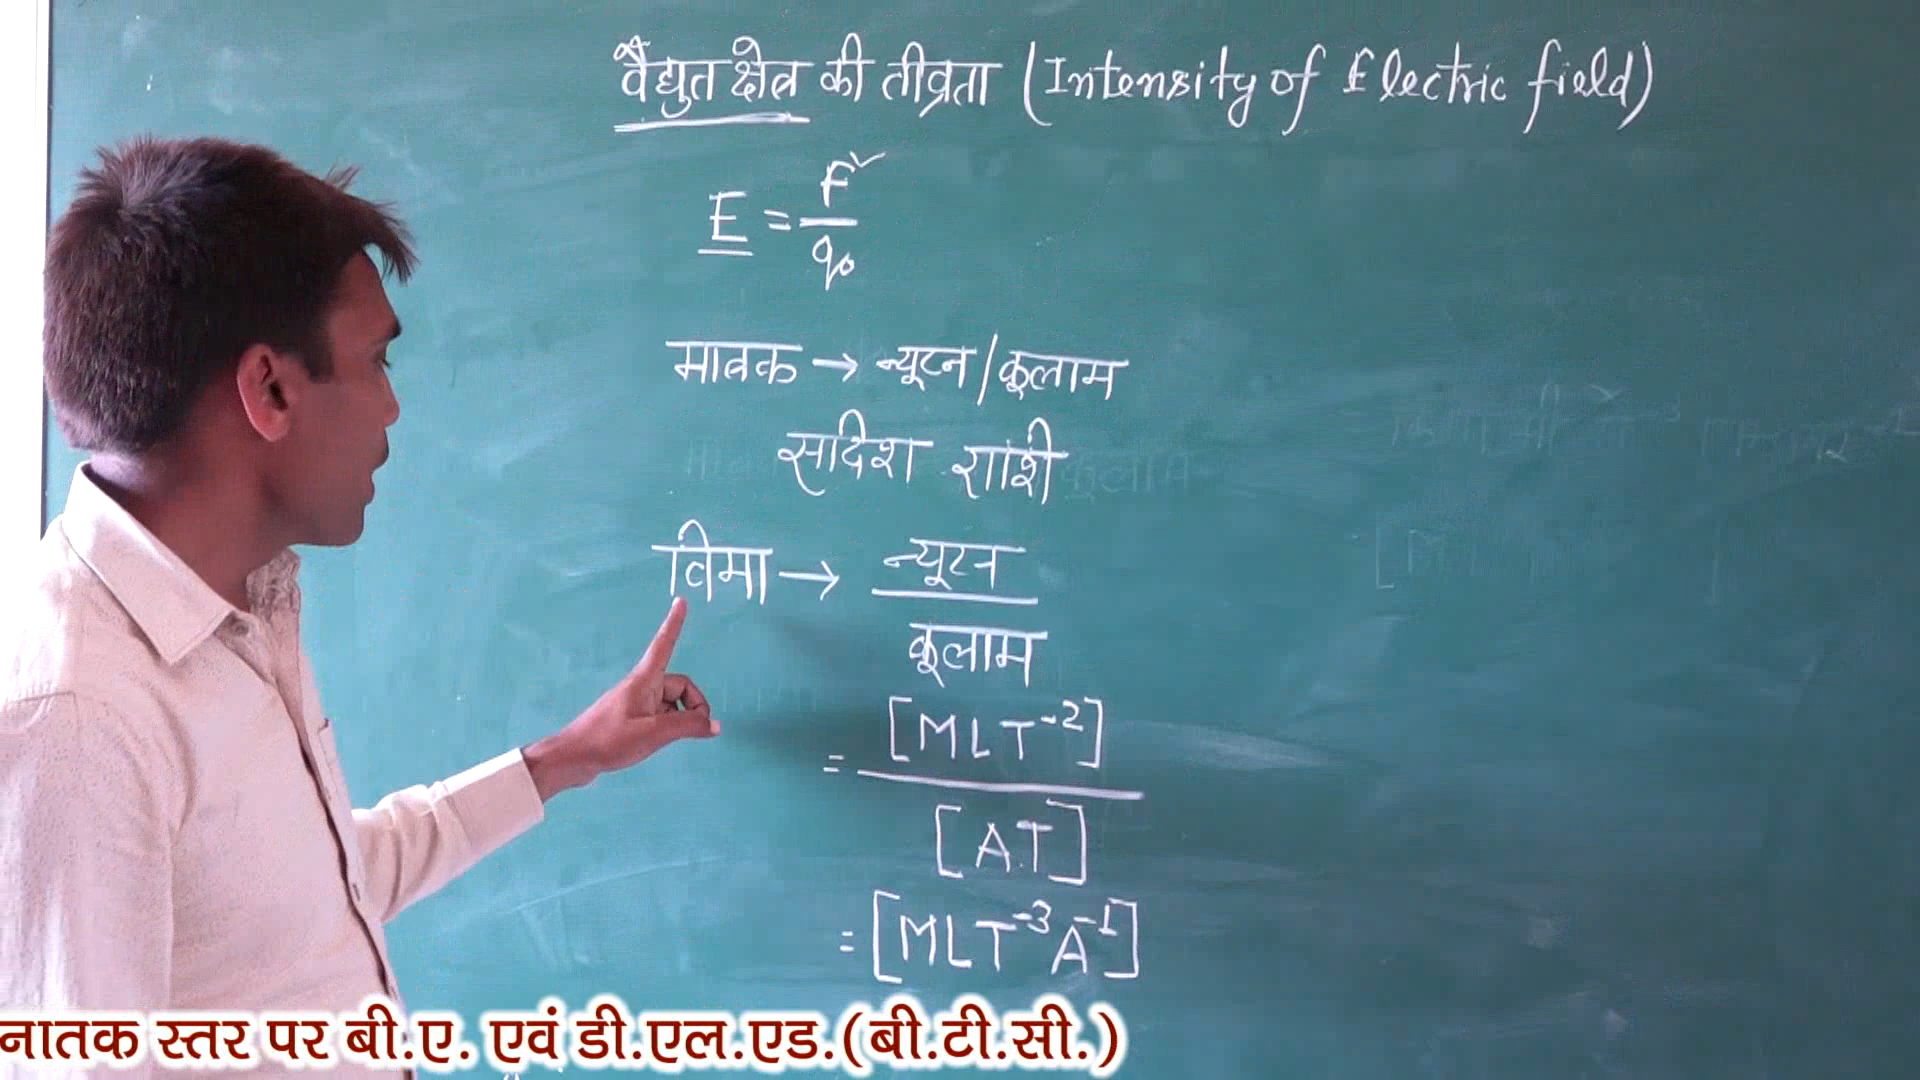 वैद्युत क्षेत्र की तीव्रता (Intensity of Electric field)
E = F/q₀
मात्रक → न्यूटन/कूलाम
सदिश राशि
विमा → न्यूटन
कूलाम
= [MLT⁻²]
[A.T]
= [MLT⁻³A⁻¹]
नातक स्तर पर बी.ए. एवं डी.एल.एड.(बी.टी.सी.)